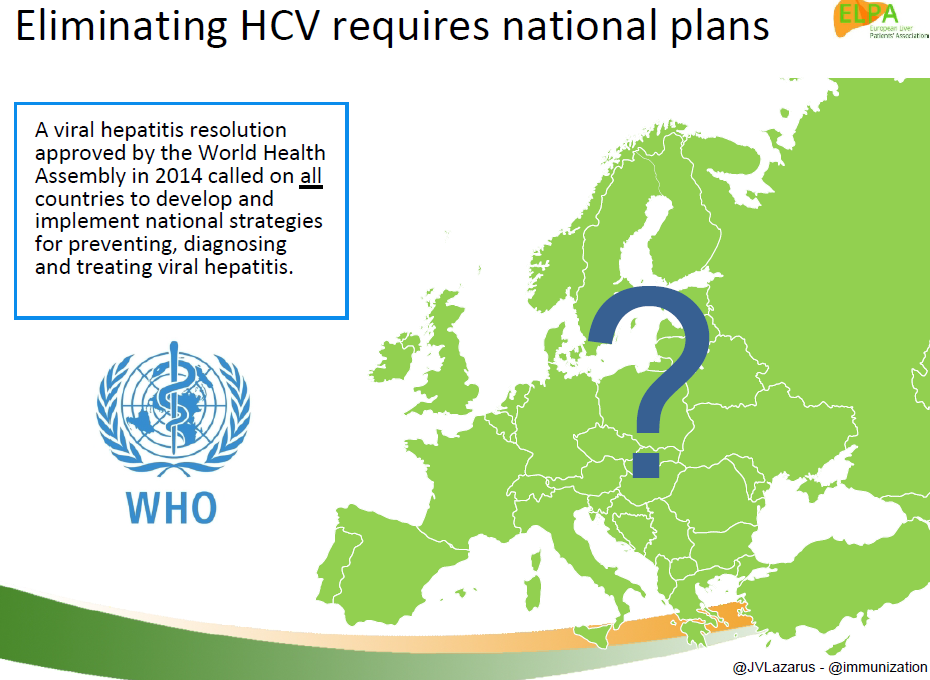 Eliminating HCV requires national plans
ELPA
European Liver
Patients' Association
A viral hepatitis resolution
approved by the World Health
Assembly in 2014 called on all
countries to develop and
implement national strategies
for preventing, diagnosing
and treating viral hepatitis.
?
WHO
@JVLazarus - @immunization